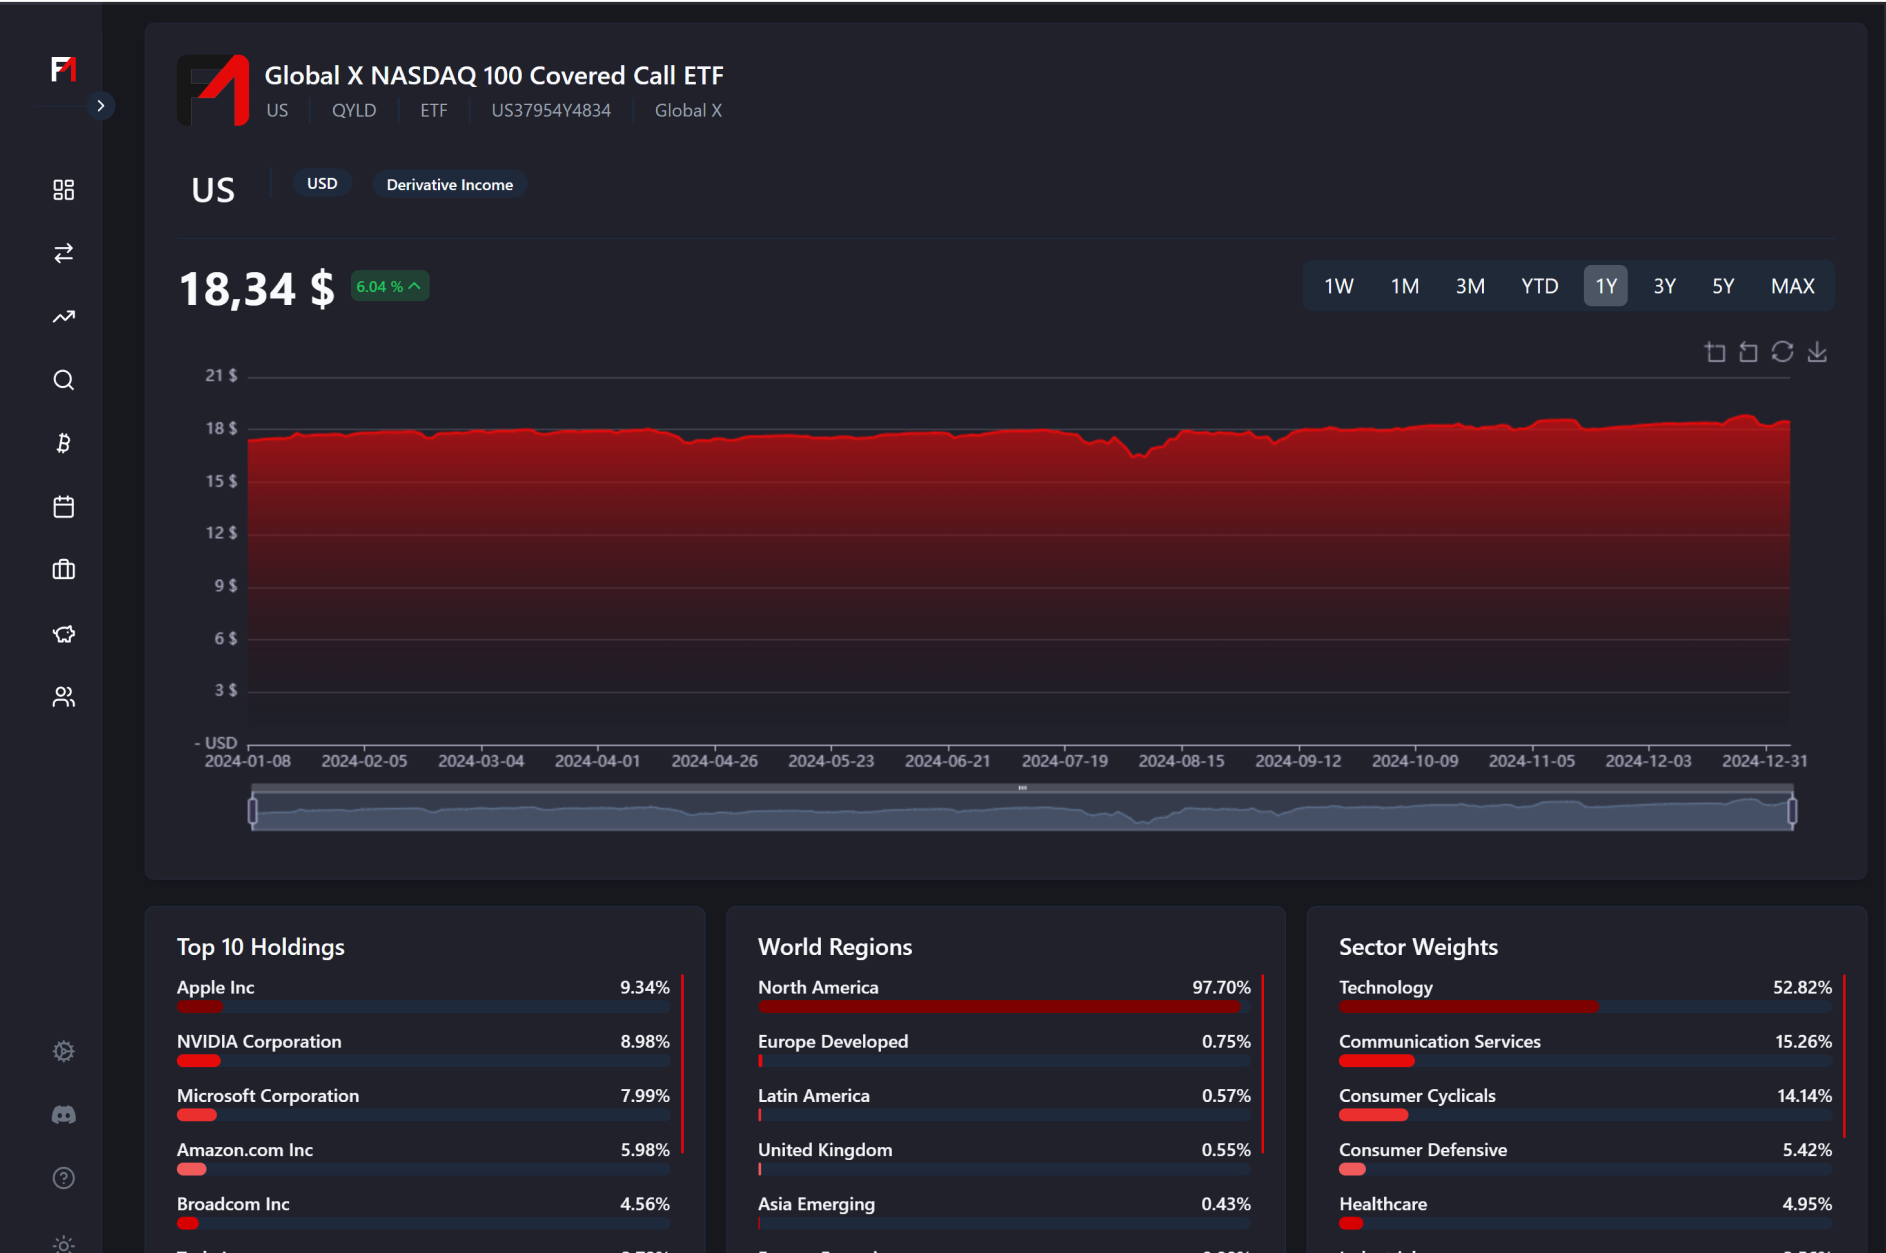 Global X NASDAQ 100 Covered Call ETF
US QYLD ETF US37954Y4834 Global X
US USD Derivative Income
18,34 $ 6.04 %
1W 1M 3M YTD 1Y 3Y 5Y MAX
21 $
18 $
15 $
12 $
9 $
6 $
3 $
- USD
2024-01-08 2024-02-05 2024-03-04 2024-04-01 2024-04-26 2024-05-23 2024-06-21 2024-07-19 2024-08-15 2024-09-12 2024-10-09 2024-11-05 2024-12-03 2024-12-31
Top 10 Holdings
Apple Inc 9.34%
NVIDIA Corporation 8.98%
Microsoft Corporation 7.99%
Amazon.com Inc 5.98%
Broadcom Inc 4.56%
World Regions
North America 97.70%
Europe Developed 0.75%
Latin America 0.57%
United Kingdom 0.55%
Asia Emerging 0.43%
Sector Weights
Technology 52.82%
Communication Services 15.26%
Consumer Cyclicals 14.14%
Consumer Defensive 5.42%
Healthcare 4.95%